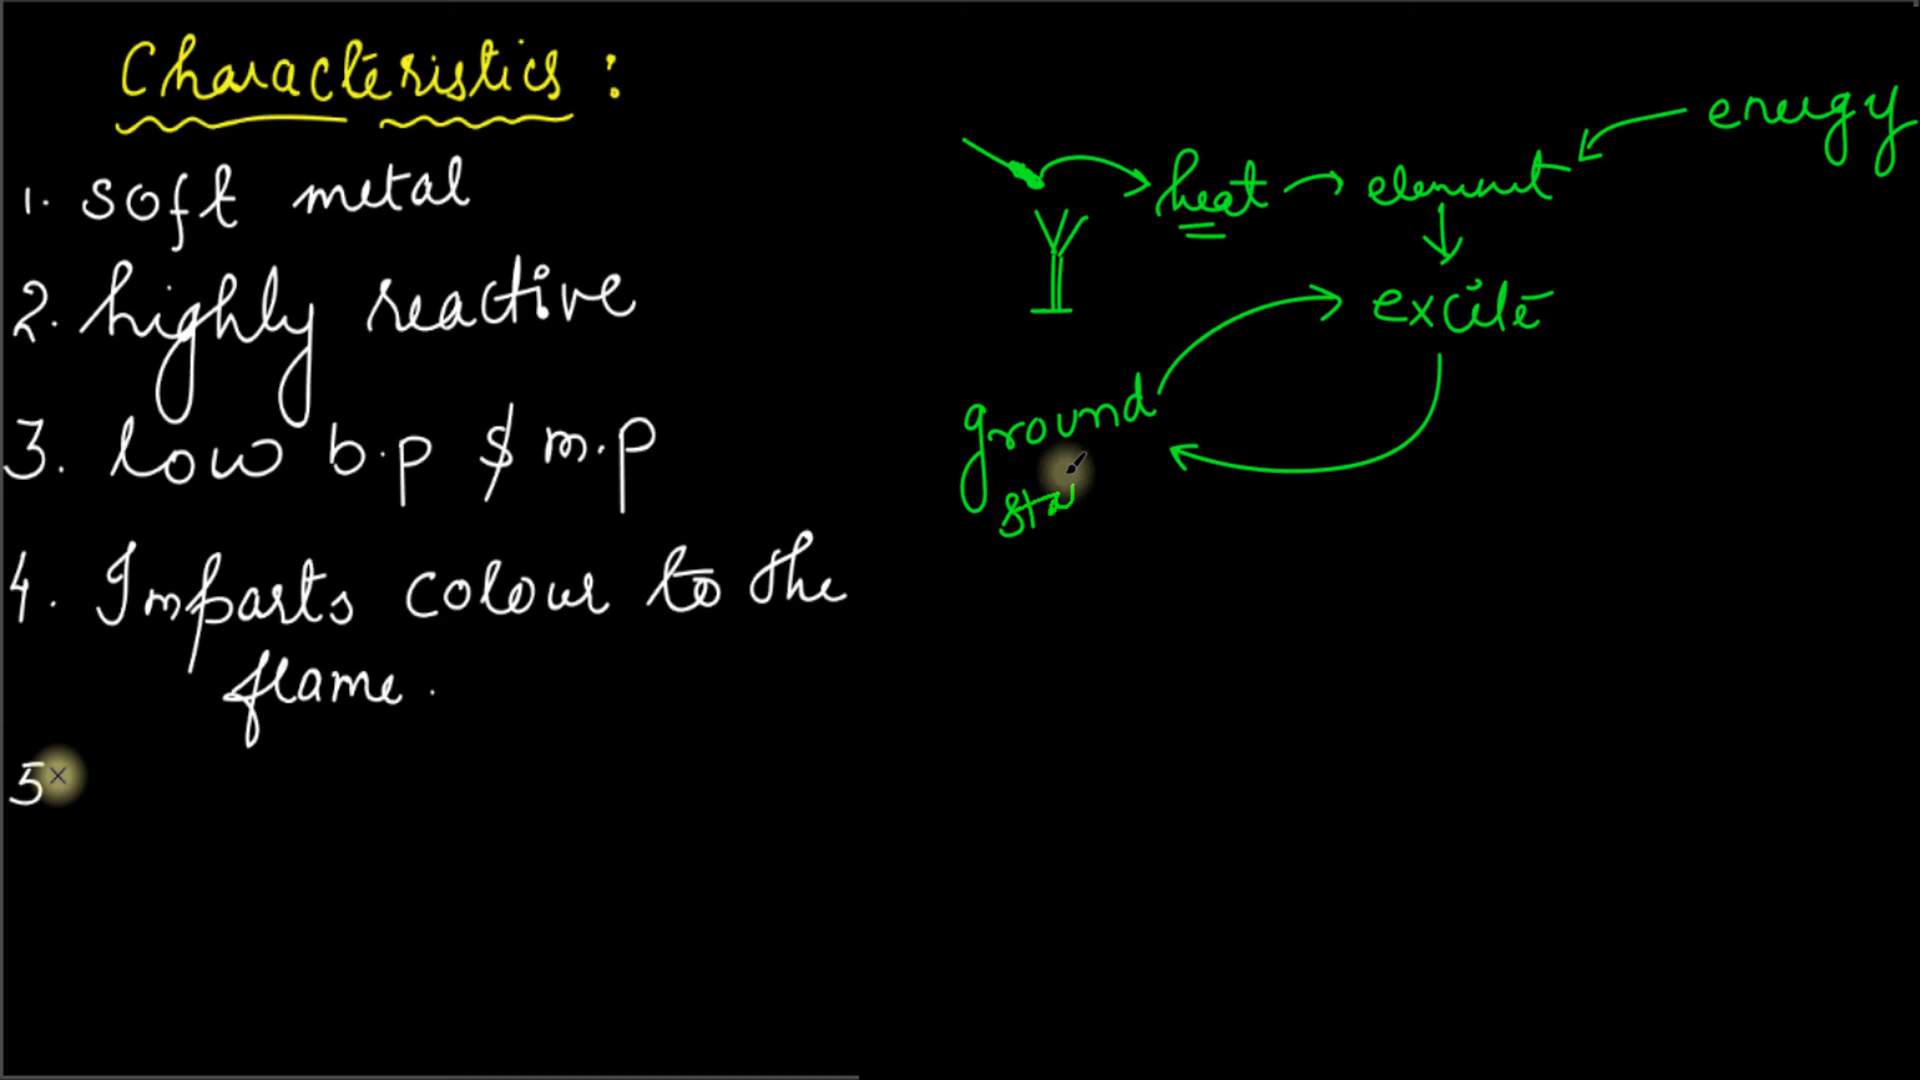 Characteristics :
1. soft metal
2. highly reactive
3. low b.p & m.p
4. Imparts colour to the
flame.
5
energy
heat
element
excite
ground
sta